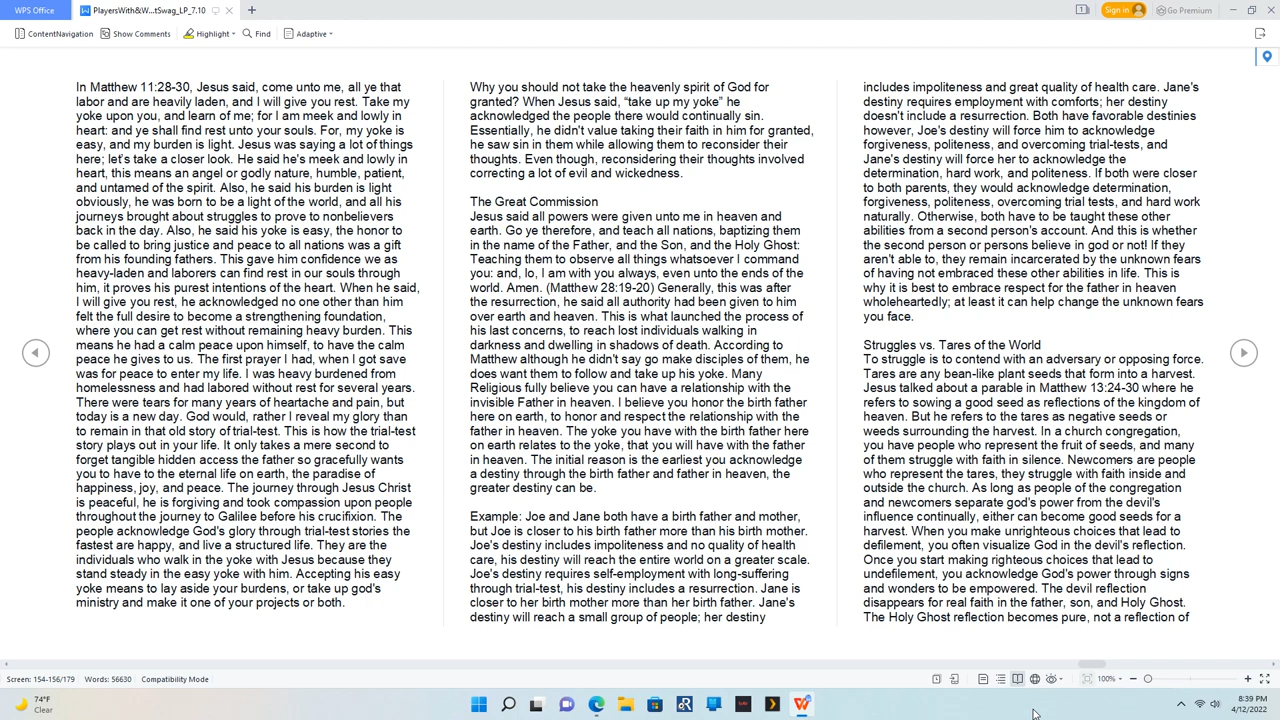 WPS Office
PlayersWith&W...tSwag_LP_7.10
1
Sign in
Go Premium
ContentNavigation
Show Comments
Highlight
Find
Adaptive
In Matthew 11:28-30, Jesus said, come unto me, all ye that
labor and are heavily laden, and I will give you rest. Take my
yoke upon you, and learn of me; for I am meek and lowly in
heart: and ye shall find rest unto your souls. For, my yoke is
easy, and my burden is light. Jesus was saying a lot of things
here; let's take a closer look. He said he's meek and lowly in
heart, this means an angel or godly nature, humble, patient,
and untamed of the spirit. Also, he said his burden is light
obviously, he was born to be a light of the world, and all his
journeys brought about struggles to prove to nonbelievers
back in the day. Also, he said his yoke is easy, the honor to
be called to bring justice and peace to all nations was a gift
from his founding fathers. This gave him confidence we as
heavy-laden and laborers can find rest in our souls through
him, it proves his purest intentions of the heart. When he said,
I will give you rest, he acknowledged no one other than him
felt the full desire to become a strengthening foundation,
where you can get rest without remaining heavy burden. This
means he had a calm peace upon himself, to have the calm
peace he gives to us. The first prayer I had, when I got save
was for peace to enter my life. I was heavy burdened from
homelessness and had labored without rest for several years.
There were tears for many years of heartache and pain, but
today is a new day. God would, rather I reveal my glory than
to remain in that old story of trial-test. This is how the trial-test
story plays out in your life. It only takes a mere second to
forget tangible hidden access the father so gracefully wants
you to have to the eternal life on earth, the paradise of
happiness, joy, and peace. The journey through Jesus Christ
is peaceful, he is forgiving and took compassion upon people
throughout the journey to Galilee before his crucifixion. The
people acknowledge God's glory through trial-test stories the
fastest are happy, and live a structured life. They are the
individuals who walk in the yoke with Jesus because they
stand steady in the easy yoke with him. Accepting his easy
yoke means to lay aside your burdens, or take up god's
ministry and make it one of your projects or both.
Why you should not take the heavenly spirit of God for
granted? When Jesus said, “take up my yoke” he
acknowledged the people there would continually sin.
Essentially, he didn't value taking their faith in him for granted,
he saw sin in them while allowing them to reconsider their
thoughts. Even though, reconsidering their thoughts involved
correcting a lot of evil and wickedness.
The Great Commission
Jesus said all powers were given unto me in heaven and
earth. Go ye therefore, and teach all nations, baptizing them
in the name of the Father, and the Son, and the Holy Ghost:
Teaching them to observe all things whatsoever I command
you: and, lo, I am with you always, even unto the ends of the
world. Amen. (Matthew 28:19-20) Generally, this was after
the resurrection, he said all authority had been given to him
over earth and heaven. This is what launched the process of
his last concerns, to reach lost individuals walking in
darkness and dwelling in shadows of death. According to
Matthew although he didn't say go make disciples of them, he
does want them to follow and take up his yoke. Many
Religious fully believe you can have a relationship with the
invisible Father in heaven. I believe you honor the birth father
here on earth, to honor and respect the relationship with the
father in heaven. The yoke you have with the birth father here
on earth relates to the yoke, that you will have with the father
in heaven. The initial reason is the earliest you acknowledge
a destiny through the birth father and father in heaven, the
greater destiny can be.
Example: Joe and Jane both have a birth father and mother,
but Joe is closer to his birth father more than his birth mother.
Joe's destiny includes impoliteness and no quality of health
care, his destiny will reach the entire world on a greater scale.
Joe's destiny requires self-employment with long-suffering
through trial-test, his destiny includes a resurrection. Jane is
closer to her birth mother more than her birth father. Jane's
destiny will reach a small group of people; her destiny
includes impoliteness and great quality of health care. Jane's
destiny requires employment with comforts; her destiny
doesn't include a resurrection. Both have favorable destinies
however, Joe's destiny will force him to acknowledge
forgiveness, politeness, and overcoming trial-tests, and
Jane's destiny will force her to acknowledge the
determination, hard work, and politeness. If both were closer
to both parents, they would acknowledge determination,
forgiveness, politeness, overcoming trial tests, and hard work
naturally. Otherwise, both have to be taught these other
abilities from a second person's account. And this is whether
the second person or persons believe in god or not! If they
aren't able to, they remain incarcerated by the unknown fears
of having not embraced these other abilities in life. This is
why it is best to embrace respect for the father in heaven
wholeheartedly; at least it can help change the unknown fears
you face.
Struggles vs. Tares of the World
To struggle is to contend with an adversary or opposing force.
Tares are any bean-like plant seeds that form into a harvest.
Jesus talked about a parable in Matthew 13:24-30 where he
refers to sowing a good seed as reflections of the kingdom of
heaven. But he refers to the tares as negative seeds or
weeds surrounding the harvest. In a church congregation,
you have people who represent the fruit of seeds, and many
of them struggle with faith in silence. Newcomers are people
who represent the tares, they struggle with faith inside and
outside the church. As long as people of the congregation
and newcomers separate god's power from the devil's
influence continually, either can become good seeds for a
harvest. When you make unrighteous choices that lead to
defilement, you often visualize God in the devil's reflection.
Once you start making righteous choices that lead to
undefilement, you acknowledge God's power through signs
and wonders to be empowered. The devil reflection
disappears for real faith in the father, son, and Holy Ghost.
The Holy Ghost reflection becomes pure, not a reflection of
Screen: 154-156/179
Words: 56630
Compatibility Mode
100%
74°F
Clear
8:39 PM
4/12/2022